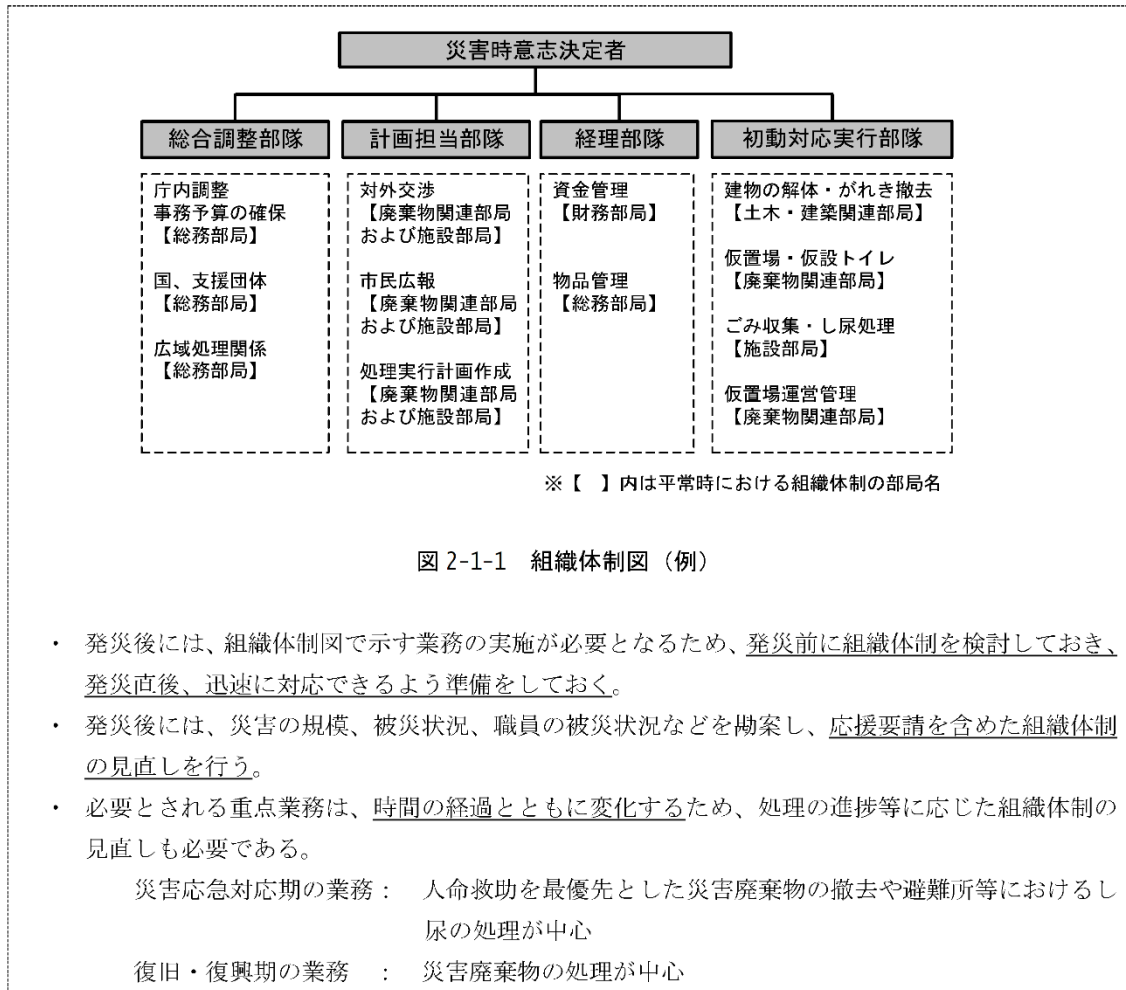 災害時意志決定者
総合調整部隊
計画担当部隊
経理部隊
初動対応実行部隊
庁内調整
事務予算の確保
【総務部局】
国、支援団体
【総務部局】
広域処理関係
【総務部局】
対外交渉
【廃棄物関連部局
および施設部局】
市民広報
【廃棄物関連部局
および施設部局】
処理実行計画作成
【廃棄物関連部局
および施設部局】
資金管理
【財務部局】
物品管理
【総務部局】
建物の解体・がれき撤去
【土木・建築関連部局】
仮置場・仮設トイレ
【廃棄物関連部局】
ごみ収集・し尿処理
【施設部局】
仮置場運営管理
【廃棄物関連部局】
※【　】内は平常時における組織体制の部局名
図 2-1-1　組織体制図（例）
・ 発災後には、組織体制図で示す業務の実施が必要となるため、発災前に組織体制を検討しておき、
発災直後、迅速に対応できるよう準備をしておく。
・ 発災後には、災害の規模、被災状況、職員の被災状況などを勘案し、応援要請を含めた組織体制
の見直しを行う。
・ 必要とされる重点業務は、時間の経過とともに変化するため、処理の進捗等に応じた組織体制の
見直しも必要である。
災害応急対応期の業務：　人命救助を最優先とした災害廃棄物の撤去や避難所等におけるし
尿の処理が中心
復旧・復興期の業務　：　災害廃棄物の処理が中心